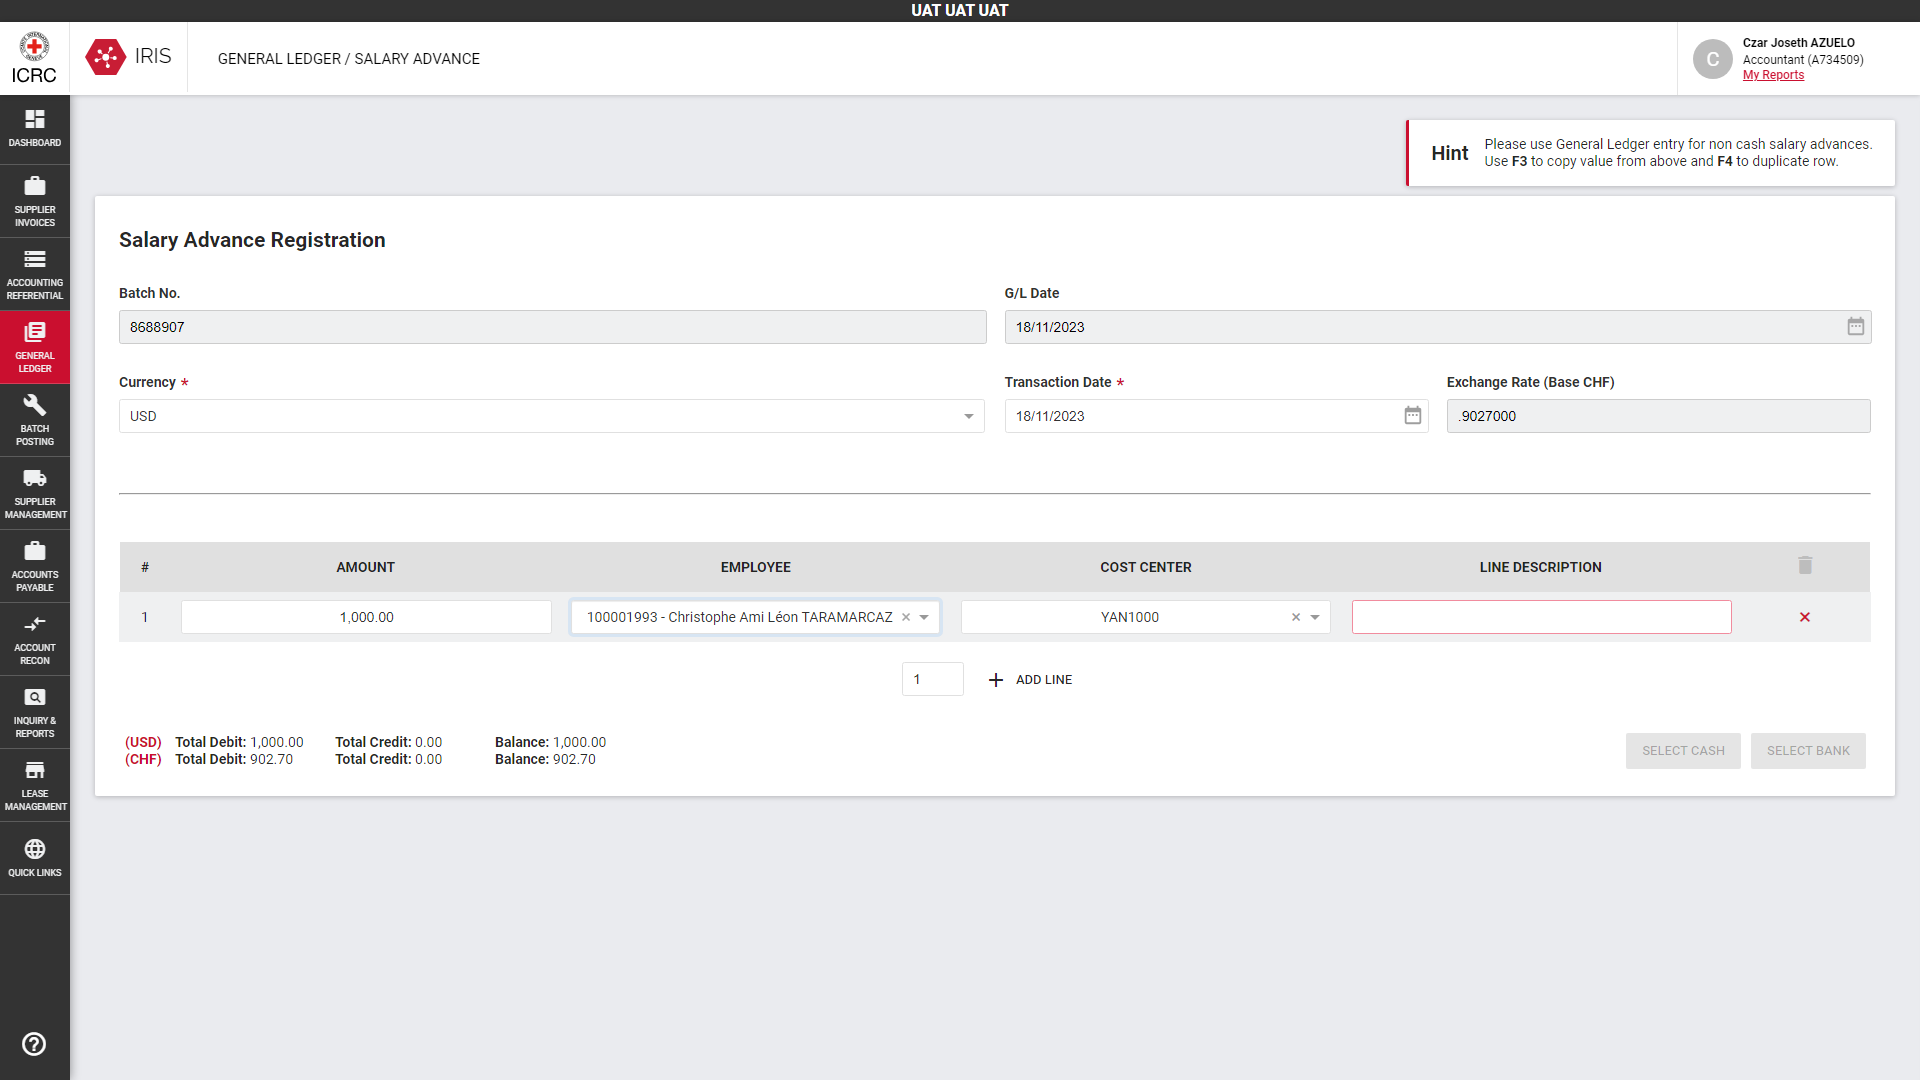 UAT UAT UAT
ICRC
IRIS
GENERAL LEDGER / SALARY ADVANCE
C
Czar Joseth AZUELO
Accountant (A734509)
My Reports
DASHBOARD
SUPPLIER
INVOICES
ACCOUNTING
REFERENTIAL
GENERAL
LEDGER
BATCH
POSTING
SUPPLIER
MANAGEMENT
ACCOUNTS
PAYABLE
ACCOUNT
RECON
INQUIRY &
REPORTS
LEASE
MANAGEMENT
QUICK LINKS
Hint
Please use General Ledger entry for non cash salary advances.
Use F3 to copy value from above and F4 to duplicate row.
Salary Advance Registration
Batch No.
8688907
G/L Date
18/11/2023
Currency *
USD
Transaction Date *
18/11/2023
Exchange Rate (Base CHF)
.9027000
# AMOUNT EMPLOYEE COST CENTER LINE DESCRIPTION
1 1,000.00 100001993 - Christophe Ami Léon TARAMARCAZ × YAN1000 ×
1 + ADD LINE
(USD) Total Debit: 1,000.00 Total Credit: 0.00 Balance: 1,000.00
(CHF) Total Debit: 902.70 Total Credit: 0.00 Balance: 902.70
SELECT CASH
SELECT BANK